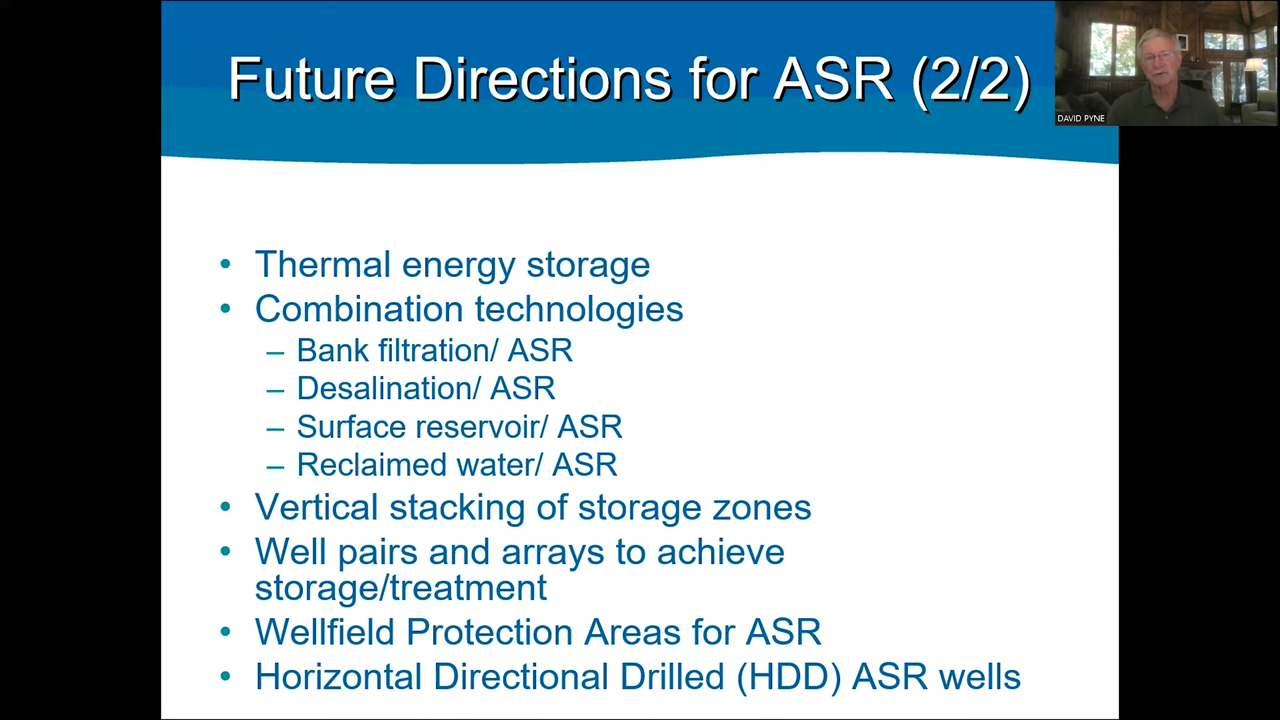 Future Directions for ASR (2/2)
DAVID PYNE
• Thermal energy storage
• Combination technologies
– Bank filtration/ ASR
– Desalination/ ASR
– Surface reservoir/ ASR
– Reclaimed water/ ASR
• Vertical stacking of storage zones
• Well pairs and arrays to achieve
storage/treatment
• Wellfield Protection Areas for ASR
• Horizontal Directional Drilled (HDD) ASR wells